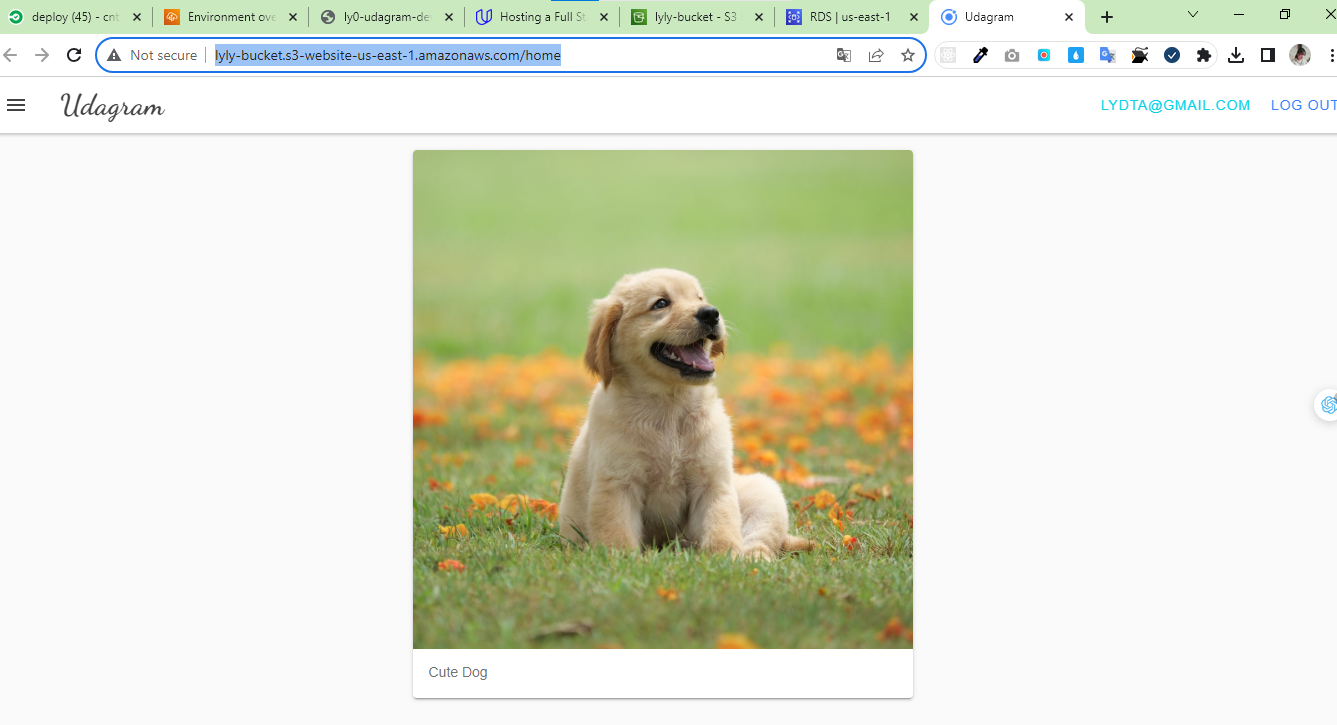 deploy (45) - cnt
Environment ove
ly0-udagram-de
Hosting a Full St
lyly-bucket - S3
RDS | us-east-1
Udagram
Not secure
lyly-bucket.s3-website-us-east-1.amazonaws.com/home
Udagram
LYDTA@GMAIL.COM
LOG OUT
Cute Dog